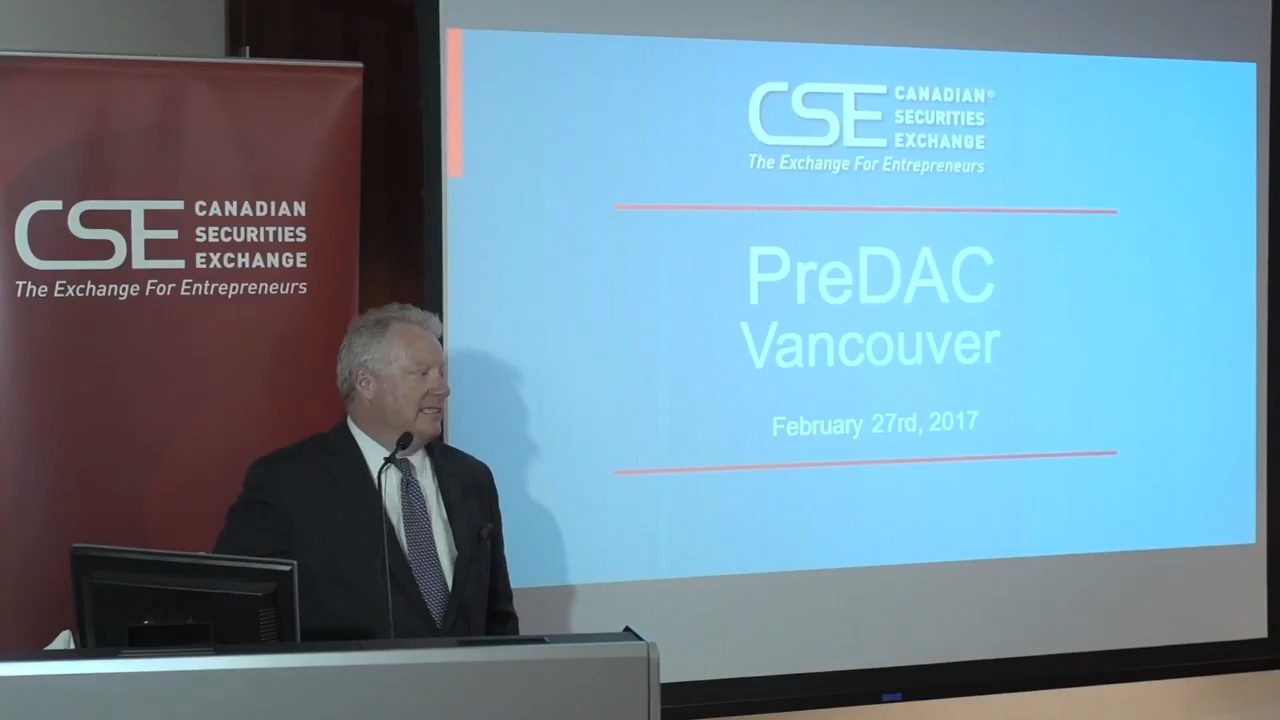 CSE
CANADIAN
SECURITIES
EXCHANGE
The Exchange For Entrepreneurs
CSE
CANADIAN®
SECURITIES
EXCHANGE
The Exchange For Entrepreneurs
PreDAC
Vancouver
February 27rd, 2017